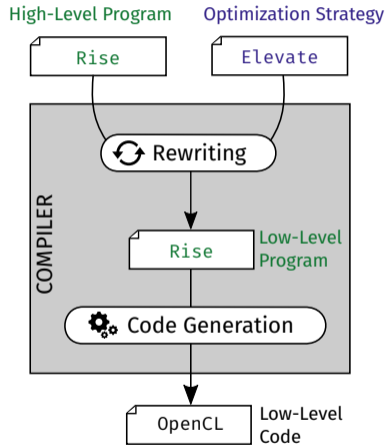 High-Level Program
Optimization Strategy
Rise
Elevate
Rewriting
COMPILER
Rise
Low-Level
Program
Code Generation
OpenCL
Low-Level
Code